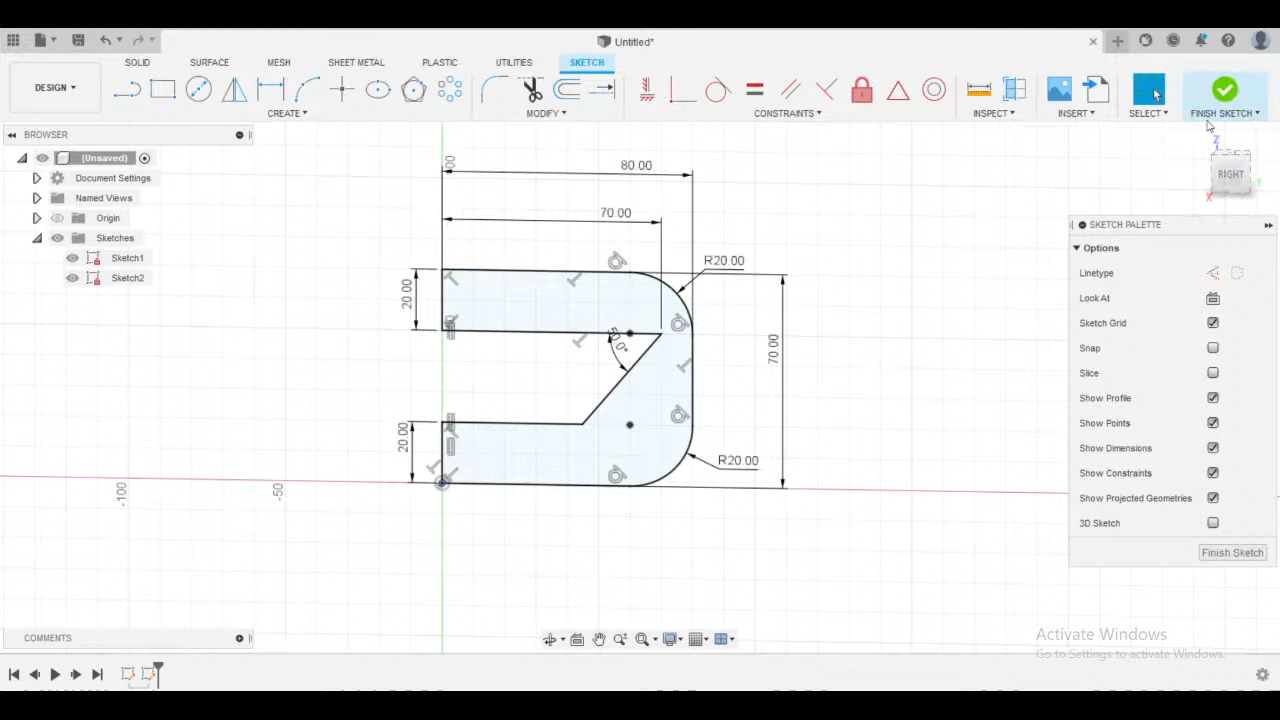 Untitled*
SOLID SURFACE MESH SHEET METAL PLASTIC UTILITIES SKETCH
DESIGN
CREATE MODIFY CONSTRAINTS INSPECT INSERT SELECT FINISH SKETCH
BROWSER
(Unsaved)
Document Settings
Named Views
Origin
Sketches
Sketch1
Sketch2
Z
RIGHT
X
Y
80.00
70.00
R20.00
20.00
70.00
20.00
R20.00
-100
-50
SKETCH PALETTE
Options
Linetype
Look At
Sketch Grid
Snap
Slice
Show Profile
Show Points
Show Dimensions
Show Constraints
Show Projected Geometries
3D Sketch
Finish Sketch
COMMENTS
Activate Windows
Go to Settings to activate Windows.